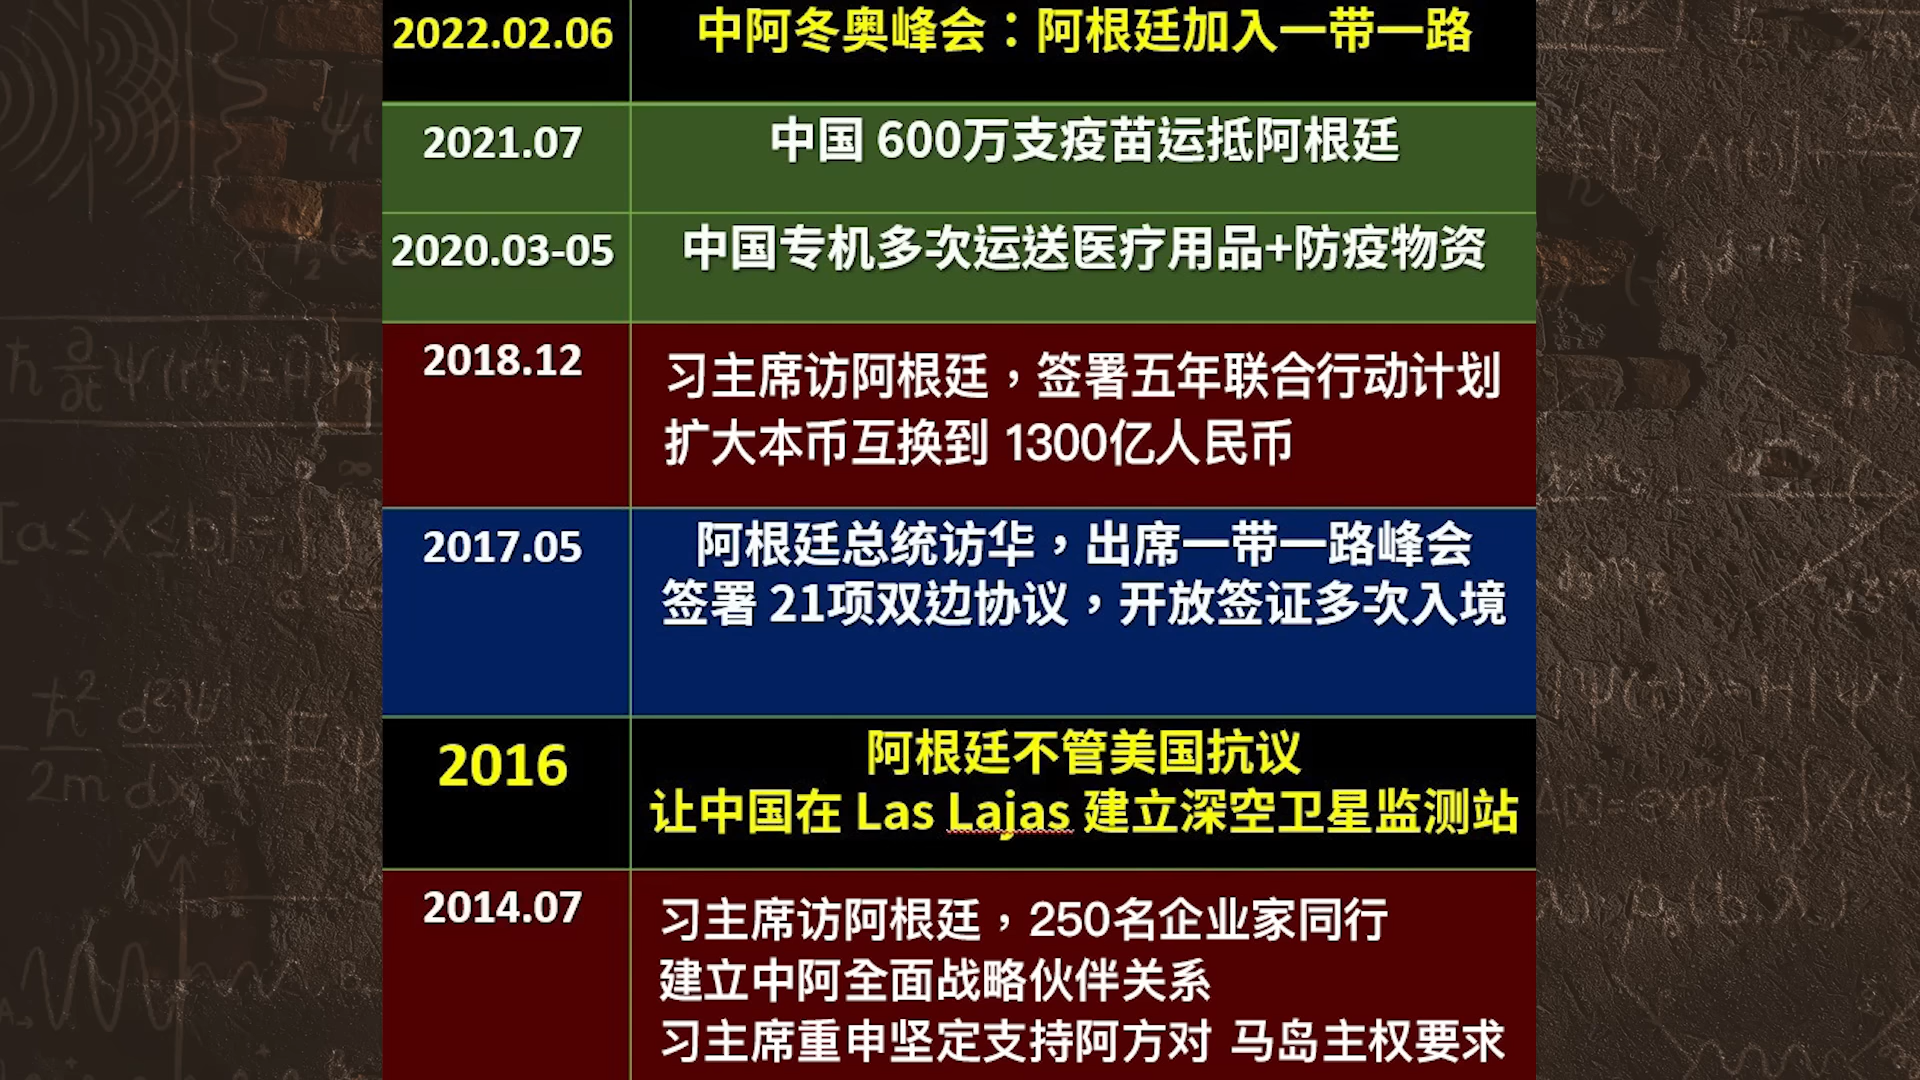 2022.02.06
中阿冬奥峰会：阿根廷加入一带一路
2021.07
中国 600万支疫苗运抵阿根廷
2020.03-05
中国专机多次运送医疗用品+防疫物资
2018.12
习主席访阿根廷，签署五年联合行动计划
扩大本币互换到 1300亿人民币
2017.05
阿根廷总统访华，出席一带一路峰会
签署 21项双边协议，开放签证多次入境
2016
阿根廷不管美国抗议
让中国在 Las Lajas 建立深空卫星监测站
2014.07
习主席访阿根廷，250名企业家同行
建立中阿全面战略伙伴关系
习主席重申坚定支持阿方对 马岛主权要求